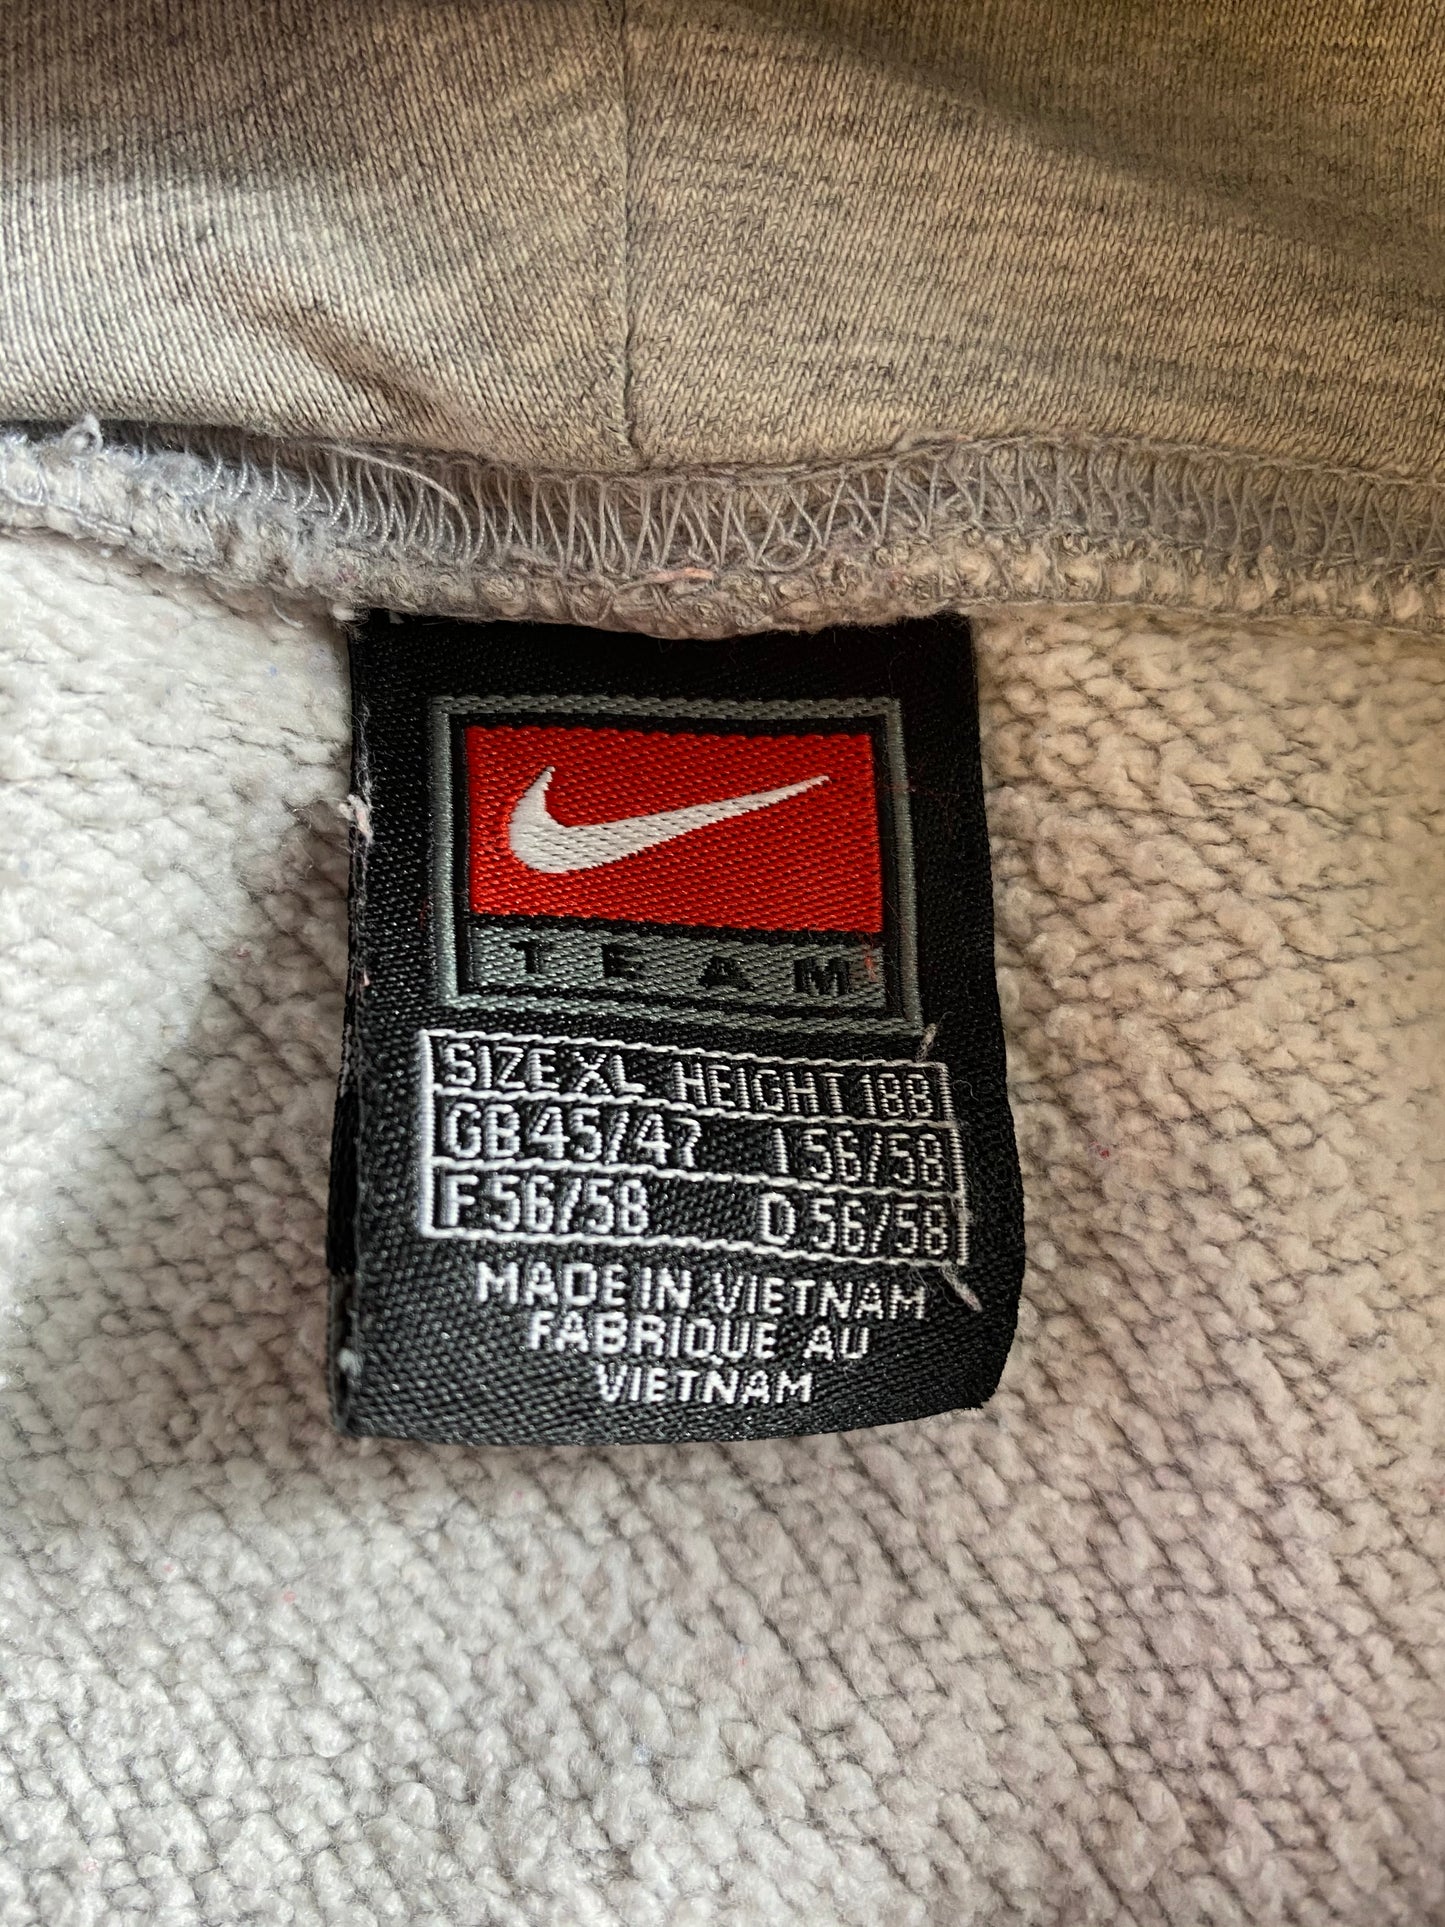 TEAM
SIZE XL HEIGHT 188
GB 45/47 I 56/58
F 56/58 D 56/58
MADE IN VIETNAM
FABRIQUE AU
VIETNAM